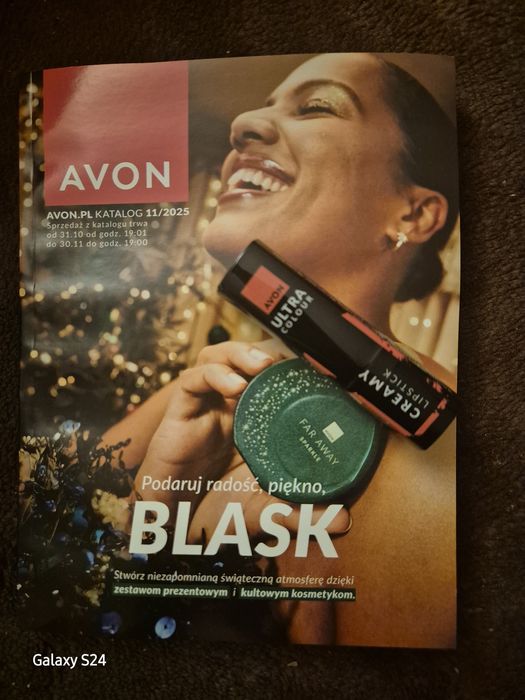 AVON
AVON.PL KATALOG 11/2025
Sprzedaż z katalogu trwa
od 31.10 od godz. 19:01
do 30.11 do godz. 19:00
AVON
ULTRA
COLOUR
CREAMY
LIPSTICK
FAR AWAY
SPARKLE
Podaruj radość, piękno,
BLASK
Stwórz niezapomnianą świąteczną atmosferę dzięki
zestawom prezentowym i kultowym kosmetykom.
Galaxy S24